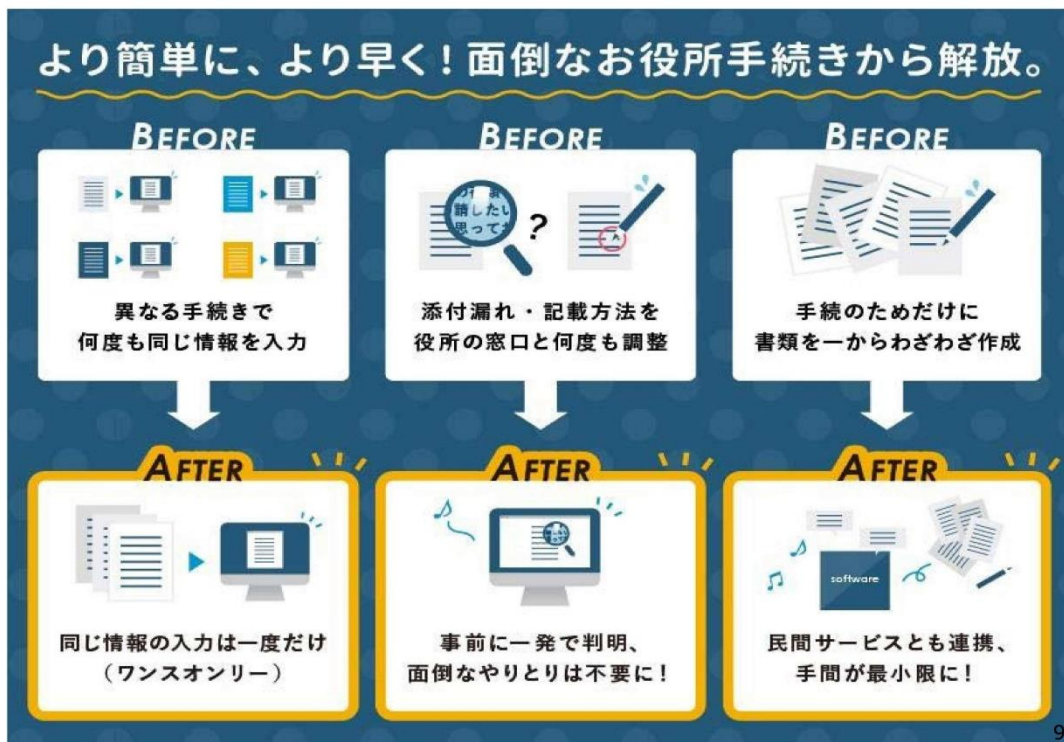 より簡単に、より早く！面倒なお役所手続きから解放。
BEFORE
異なる手続きで
何度も同じ情報を入力
BEFORE
請したい
思って
?
添付漏れ・記載方法を
役所の窓口と何度も調整
BEFORE
手続のためだけに
書類を一からわざわざ作成
AFTER
同じ情報の入力は一度だけ
（ワンスオンリー）
AFTER
事前に一発で判明、
面倒なやりとりは不要に！
AFTER
software
民間サービスとも連携、
手間が最小限に！
9